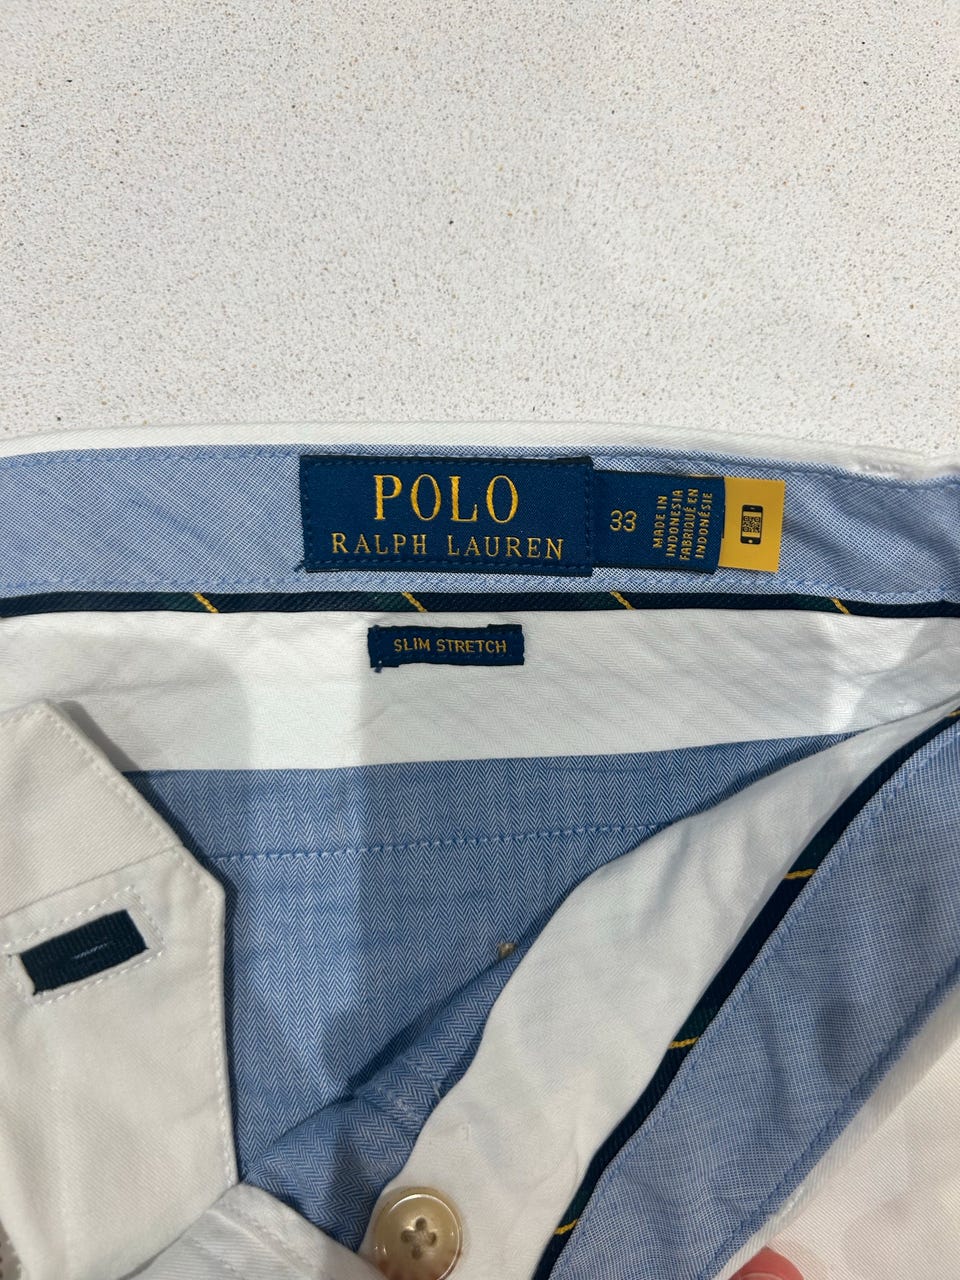 POLO
RALPH LAUREN
33
MADE IN
INDONESIA
FABRIQUÉ EN
INDONÉSIE
SLIM STRETCH